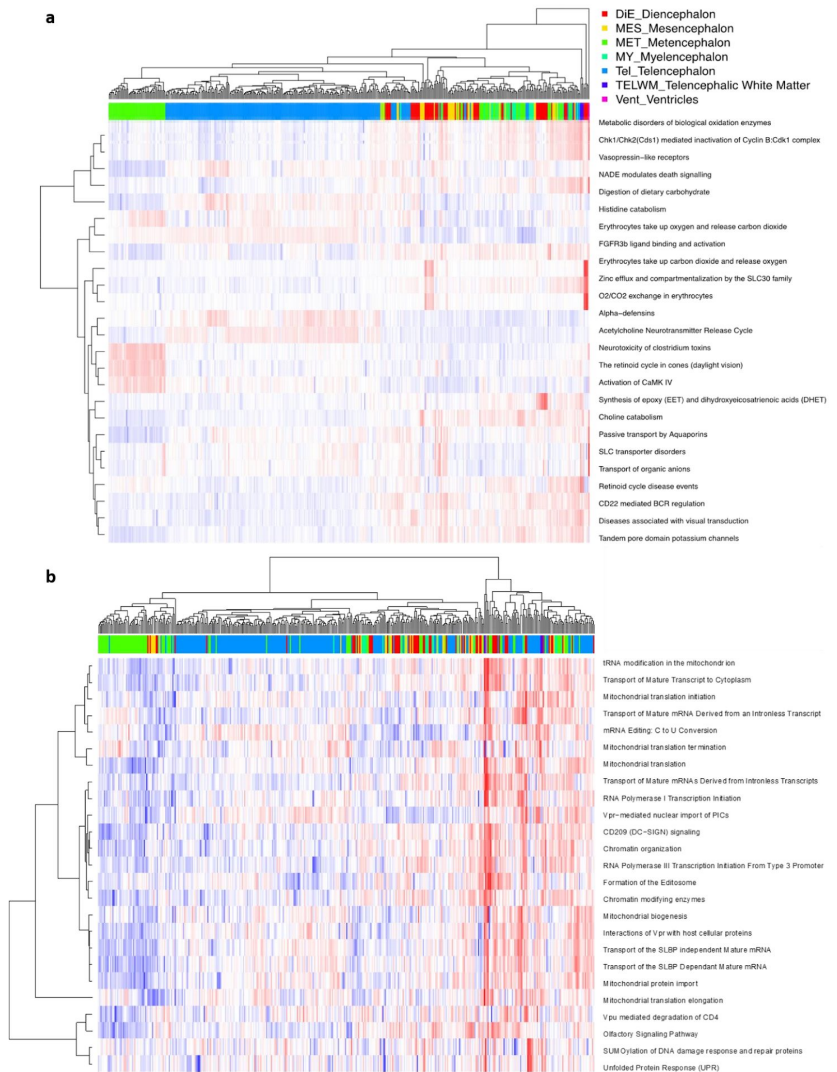 a
DiE_Diencephalon
MES_Mesencephalon
MET_Metencephalon
MY_Myelencephalon
Tel_Telencephalon
TELWM_Telencephalic White Matter
Vent_Ventricles
Metabolic disorders of biological oxidation enzymes
Chk1/Chk2(Cds1) mediated inactivation of Cyclin B:Cdk1 complex
Vasopressin−like receptors
NADE modulates death signalling
Digestion of dietary carbohydrate
Histidine catabolism
Erythrocytes take up oxygen and release carbon dioxide
FGFR3b ligand binding and activation
Erythrocytes take up carbon dioxide and release oxygen
Zinc efflux and compartmentalization by the SLC30 family
O2/CO2 exchange in erythrocytes
Alpha−defensins
Acetylcholine Neurotransmitter Release Cycle
Neurotoxicity of clostridium toxins
The retinoid cycle in cones (daylight vision)
Activation of CaMK IV
Synthesis of epoxy (EET) and dihydroxyeicosatrienoic acids (DHET)
Choline catabolism
Passive transport by Aquaporins
SLC transporter disorders
Transport of organic anions
Retinoid cycle disease events
CD22 mediated BCR regulation
Diseases associated with visual transduction
Tandem pore domain potassium channels
b
tRNA modification in the mitochondrion
Transport of Mature Transcript to Cytoplasm
Mitochondrial translation initiation
Transport of Mature mRNA Derived from an Intronless Transcript
mRNA Editing: C to U Conversion
Mitochondrial translation termination
Mitochondrial translation
Transport of Mature mRNAs Derived from Intronless Transcripts
RNA Polymerase I Transcription Initiation
Vpr−mediated nuclear import of PICs
CD209 (DC−SIGN) signaling
Chromatin organization
RNA Polymerase III Transcription Initiation From Type 3 Promoter
Formation of the Editosome
Chromatin modifying enzymes
Mitochondrial biogenesis
Interactions of Vpr with host cellular proteins
Transport of the SLBP independent Mature mRNA
Transport of the SLBP Dependant Mature mRNA
Mitochondrial protein import
Mitochondrial translation elongation
Vpu mediated degradation of CD4
Olfactory Signaling Pathway
SUMOylation of DNA damage response and repair proteins
Unfolded Protein Response (UPR)